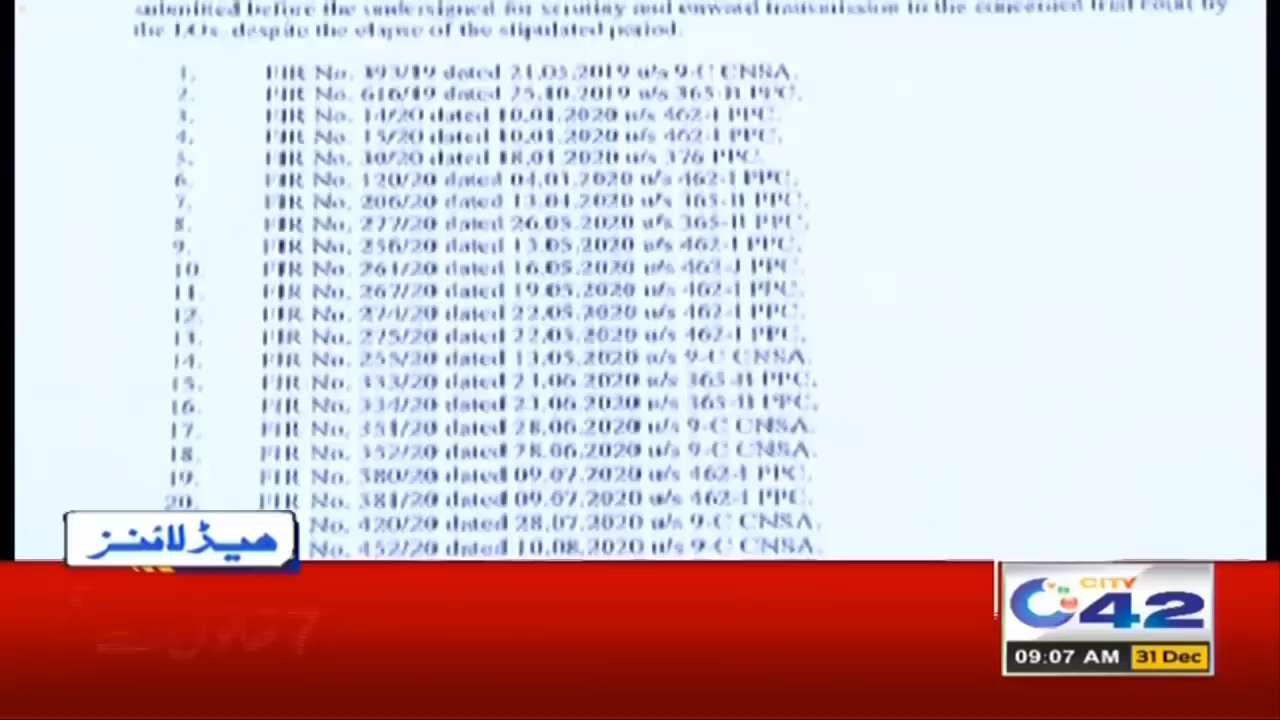 submitted before the undersigned for scrutiny and onward transmission to the concerned trial court by
the I.Os, despite the elapse of the stipulated period.
1. FIR No. 393/19 dated 21.05.2019 u/s 9-C CNSA.
2. FIR No. 616/19 dated 25.10.2019 u/s 365-B PPC.
3. FIR No. 14/20 dated 10.01.2020 u/s 462-I PPC.
4. FIR No. 15/20 dated 10.01.2020 u/s 462-I PPC.
5. FIR No. 30/20 dated 18.01.2020 u/s 376 PPC.
6. FIR No. 120/20 dated 04.03.2020 u/s 462-I PPC.
7. FIR No. 206/20 dated 13.04.2020 u/s 365-B PPC.
8. FIR No. 277/20 dated 26.05.2020 u/s 365-B PPC.
9. FIR No. 256/20 dated 13.05.2020 u/s 462-I PPC.
10. FIR No. 261/20 dated 16.05.2020 u/s 462-I PPC.
11. FIR No. 267/20 dated 19.05.2020 u/s 462-I PPC.
12. FIR No. 274/20 dated 22.05.2020 u/s 462-I PPC.
13. FIR No. 275/20 dated 22.05.2020 u/s 462-I PPC.
14. FIR No. 255/20 dated 13.05.2020 u/s 9-C CNSA.
15. FIR No. 333/20 dated 21.06.2020 u/s 365-B PPC.
16. FIR No. 334/20 dated 21.06.2020 u/s 365-B PPC.
17. FIR No. 351/20 dated 28.06.2020 u/s 9-C CNSA.
18. FIR No. 352/20 dated 28.06.2020 u/s 9-C CNSA.
19. FIR No. 380/20 dated 09.07.2020 u/s 462-I PPC.
20. FIR No. 381/20 dated 09.07.2020 u/s 462-I PPC.
No. 420/20 dated 28.07.2020 u/s 9-C CNSA.
No. 452/20 dated 10.08.2020 u/s 9-C CNSA.
ہیڈلائنز
7 تھانوں نے
CITY
42
09:07 AM 31 Dec